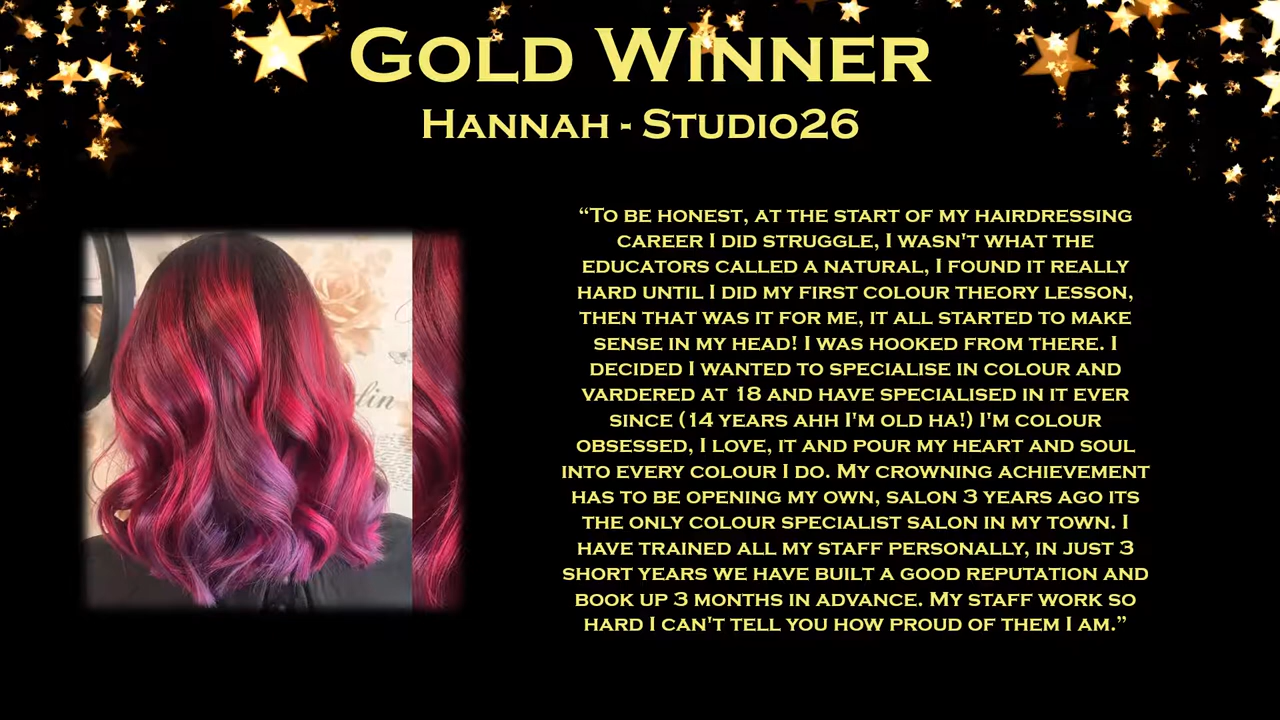 Gold Winner
Hannah - Studio26
“To be honest, at the start of my hairdressing
career I did struggle, I wasn't what the
educators called a natural, I found it really
hard until I did my first colour theory lesson,
then that was it for me, it all started to make
sense in my head! I was hooked from there. I
decided I wanted to specialise in colour and
vardered at 18 and have specialised in it ever
since (14 years ahh I'm old ha!) I'm colour
obsessed, I love, it and pour my heart and soul
into every colour I do. My crowning achievement
has to be opening my own, salon 3 years ago its
the only colour specialist salon in my town. I
have trained all my staff personally, in just 3
short years we have built a good reputation and
book up 3 months in advance. My staff work so
hard I can't tell you how proud of them I am.”
lin